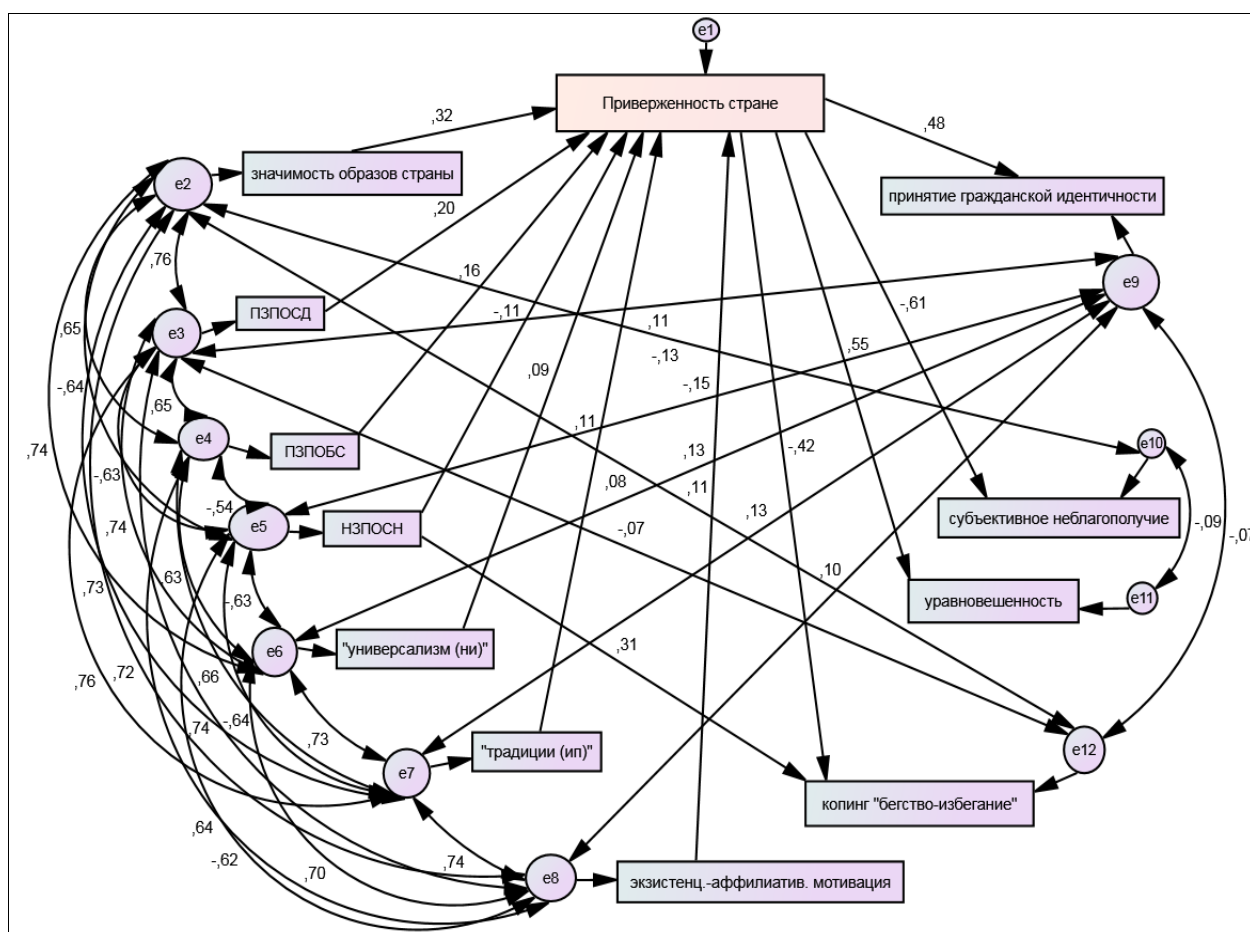 e1
Приверженность стране
,32
,48
e2
значимость образов страны
принятие гражданской идентичности
,20
,76
,16
e9
e3
ПЗПОСД
-,11
-,61
,11
,65
-,13
,55
,09
-,64
-,15
,65
,11
e4
ПЗПОБС
-,42
e10
,74
,13
-,63
,08
,11
-,54
,13
субъективное неблагополучие
-,09
e5
НЗПОСН
,74
-,07
-,07
,10
,63
,73
-,63
уравновешенность
e11
e6
"универсализм (ни)"
,31
,76
,72
,66
,74
-,64
,73
"традиции (ип)"
e12
e7
копинг "бегство-избегание"
,64
-,62
,70
,74
e8
экзистенц.-аффилиатив. мотивация